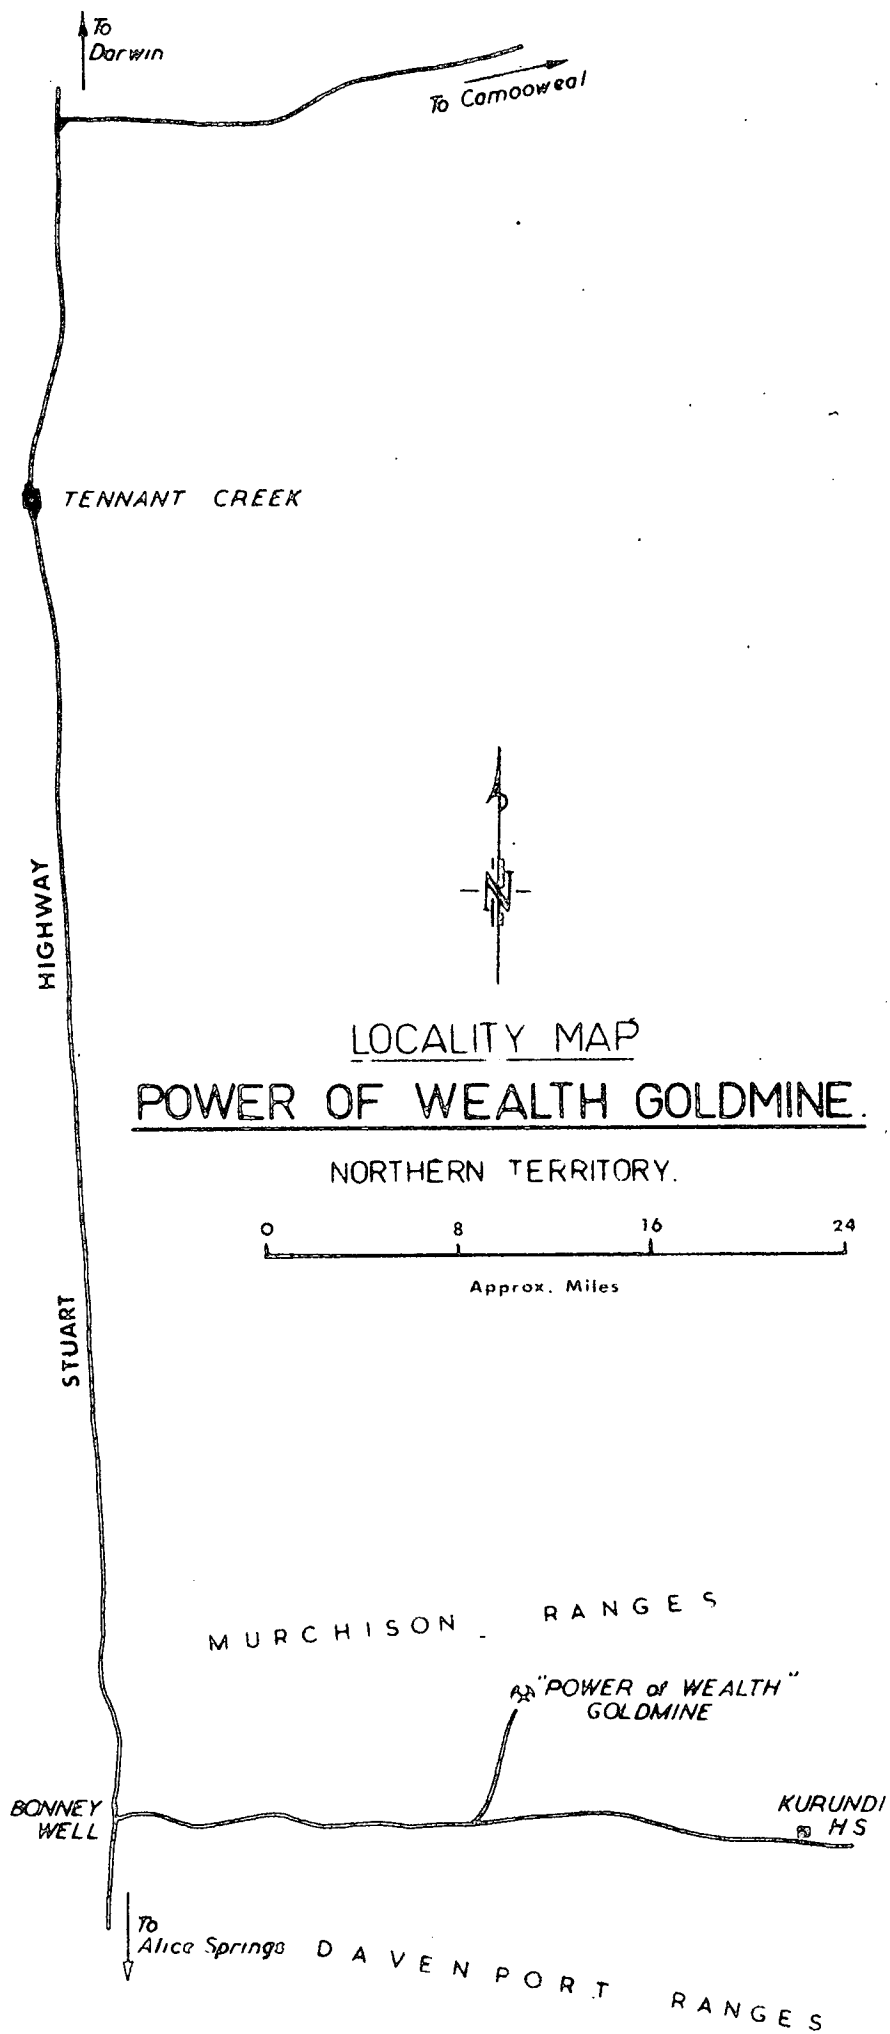 To
Darwin
To Camooweal
TENNANT CREEK
HIGHWAY
N
LOCALITY MAP
POWER OF WEALTH GOLDMINE.
NORTHERN TERRITORY.
0 8 16 24
Approx. Miles
STUART
MURCHISON RANGES
"POWER of WEALTH"
GOLDMINE
BONNEY
WELL
KURUNDI
HS
To
Alice Springs
DAVENPORT RANGES